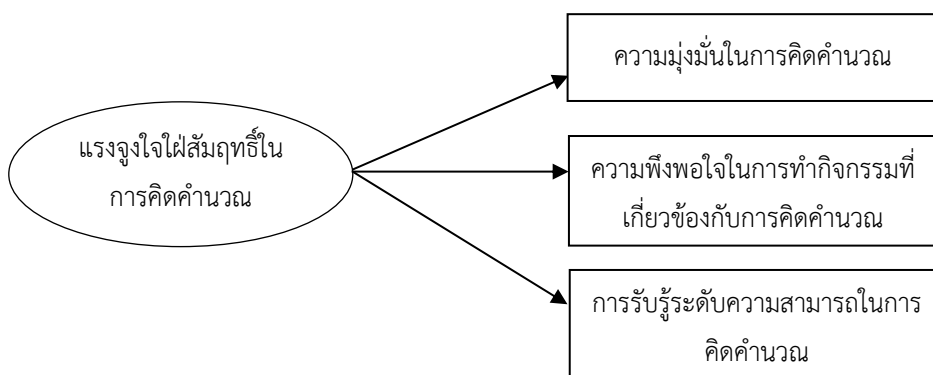 ความมุ่งมั่นในการคิดคำนวณ
แรงจูงใจใฝ่สัมฤทธิ์ใน
การคิดคำนวณ
ความพึงพอใจในการทำกิจกรรมที่
เกี่ยวข้องกับการคิดคำนวณ
การรับรู้ระดับความสามารถในการ
คิดคำนวณ